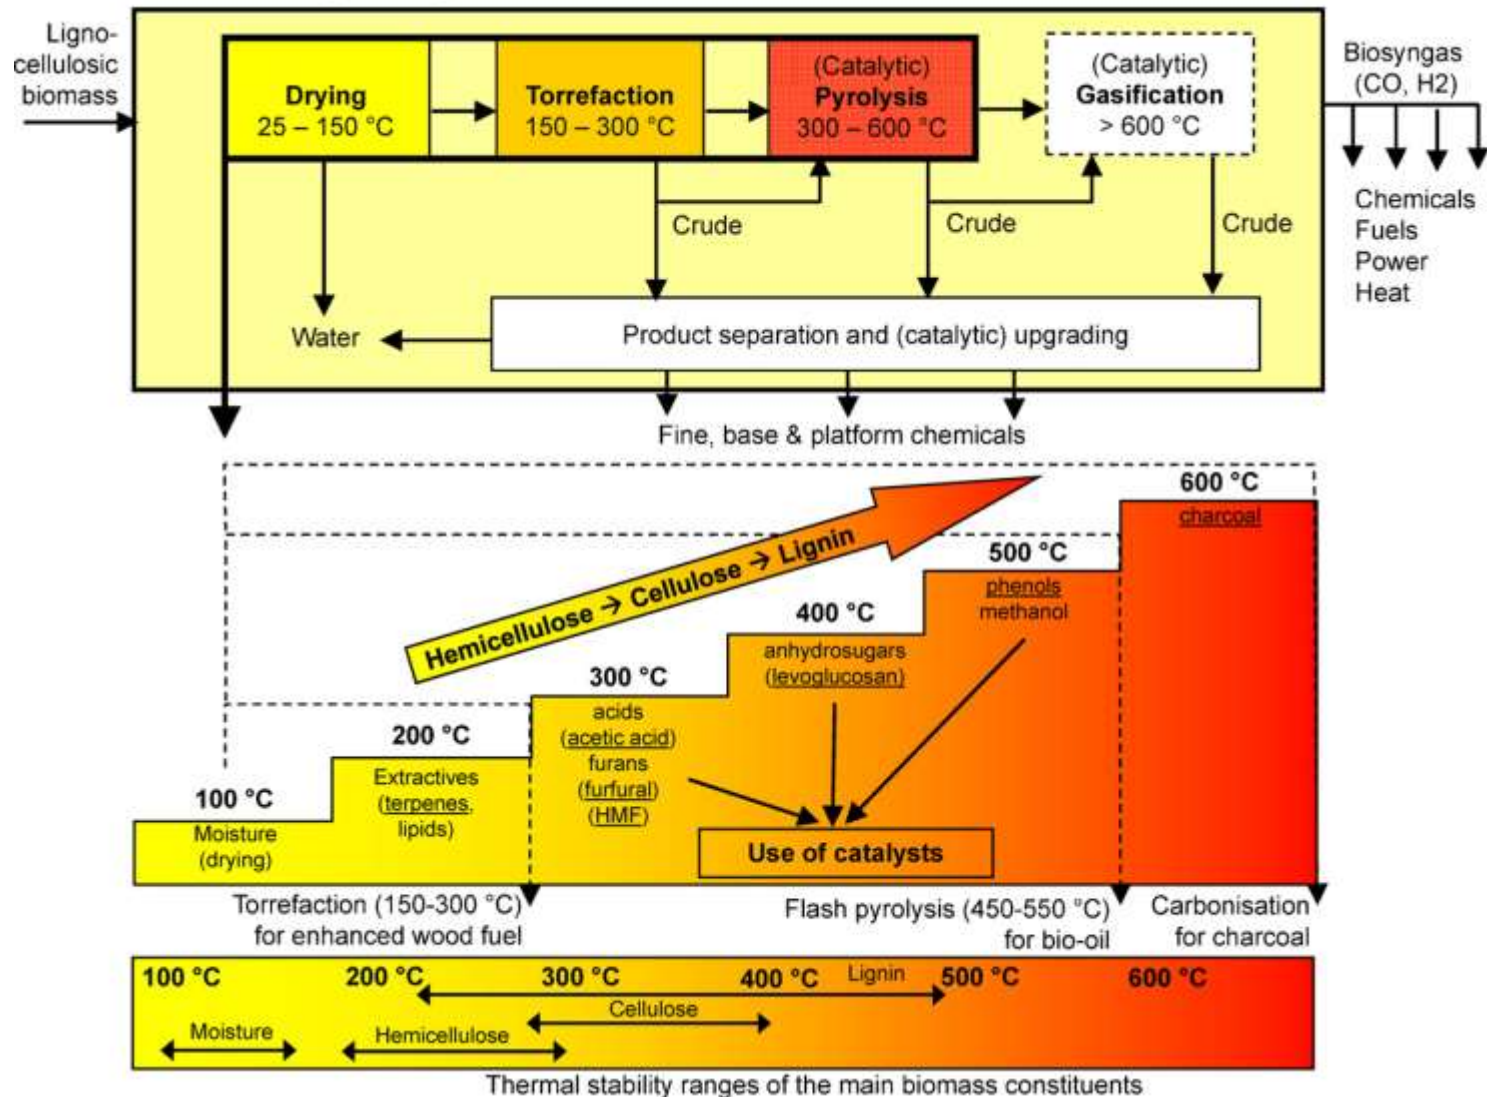 Ligno-
cellulosic
biomass
Drying
25 – 150 °C
Torrefaction
150 – 300 °C
(Catalytic)
Pyrolysis
300 – 600 °C
(Catalytic)
Gasification
> 600 °C
Biosyngas
(CO, H2)
Chemicals
Fuels
Power
Heat
Crude
Crude
Crude
Water
Product separation and (catalytic) upgrading
Fine, base & platform chemicals
Hemicellulose → Cellulose → Lignin
600 °C
charcoal
500 °C
phenols
methanol
400 °C
anhydrosugars
(levoglucosan)
300 °C
acids
(acetic acid)
furans
(furfural)
(HMF)
200 °C
Extractives
(terpenes,
lipids)
100 °C
Moisture
(drying)
Use of catalysts
Torrefaction (150-300 °C)
for enhanced wood fuel
Flash pyrolysis (450-550 °C)
for bio-oil
Carbonisation
for charcoal
100 °C 200 °C 300 °C 400 °C Lignin 500 °C 600 °C
Cellulose
Moisture Hemicellulose
Thermal stability ranges of the main biomass constituents